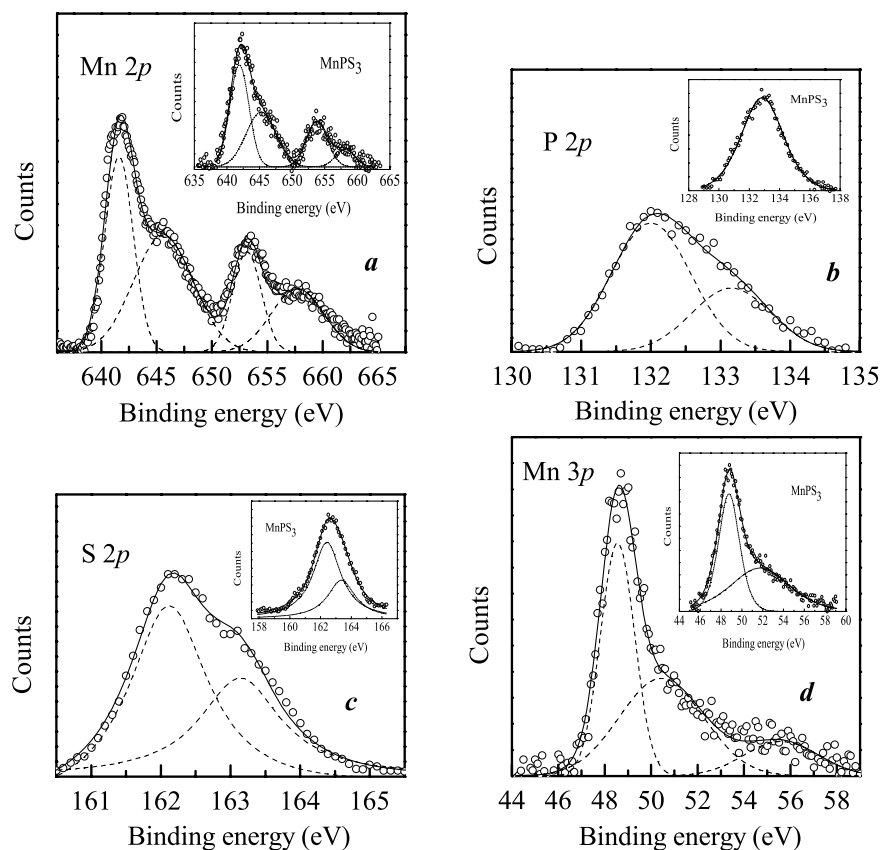 Mn 2p
MnPS3
Counts
635 640 645 650 655 660 665
Binding energy (eV)
Counts
a
640 645 650 655 660 665
Binding energy (eV)
P 2p
MnPS3
Counts
128 130 132 134 136 138
Binding energy (eV)
Counts
b
130 131 132 133 134 135
Binding energy (eV)
S 2p
MnPS3
Counts
158 160 162 164 166
Binding energy (eV)
Counts
c
161 162 163 164 165
Binding energy (eV)
Mn 3p
MnPS3
Counts
44 46 48 50 52 54 56 58 60
Binding energy (eV)
Counts
d
44 46 48 50 52 54 56 58
Binding energy (eV)